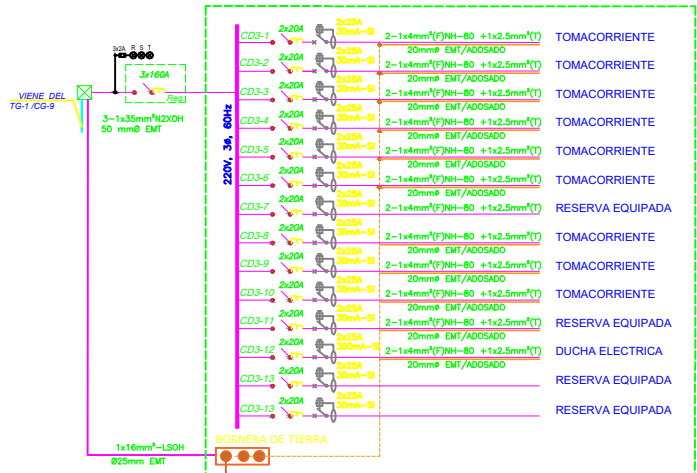 3x2A R S T
3x160A
Reg.
VIENE DEL
TG-1 /CG-9
3-1x35mm²N2XOH
50 mmØ EMT
220V, 3ø, 60Hz
CD3-1 2x20A 2x25A 30mA-SI 2-1x4mm²(F)NH-80 +1x2.5mm²(T) TOMACORRIENTE
20mmø EMT/ADOSADO
CD3-2 2x20A 2x25A 30mA-SI 2-1x4mm²(F)NH-80 +1x2.5mm²(T) TOMACORRIENTE
20mmø EMT/ADOSADO
CD3-3 2x20A 2x25A 30mA-SI 2-1x4mm²(F)NH-80 +1x2.5mm²(T) TOMACORRIENTE
20mmø EMT/ADOSADO
CD3-4 2x20A 2x25A 30mA-SI 2-1x4mm²(F)NH-80 +1x2.5mm²(T) TOMACORRIENTE
20mmø EMT/ADOSADO
CD3-5 2x20A 2x25A 30mA-SI 2-1x4mm²(F)NH-80 +1x2.5mm²(T) TOMACORRIENTE
20mmø EMT/ADOSADO
CD3-6 2x20A 2x25A 30mA-SI 2-1x4mm²(F)NH-80 +1x2.5mm²(T) TOMACORRIENTE
20mmø EMT/ADOSADO
CD3-7 2x20A 2x25A 30mA-SI 2-1x4mm²(F)NH-80 +1x2.5mm²(T) RESERVA EQUIPADA
CD3-8 2x20A 2x25A 30mA-SI 2-1x4mm²(F)NH-80 +1x2.5mm²(T) TOMACORRIENTE
20mmø EMT/ADOSADO
CD3-9 2x20A 2x25A 30mA-SI 2-1x4mm²(F)NH-80 +1x2.5mm²(T) TOMACORRIENTE
20mmø EMT/ADOSADO
CD3-10 2x20A 2x25A 30mA-SI 2-1x4mm²(F)NH-80 +1x2.5mm²(T) TOMACORRIENTE
20mmø EMT/ADOSADO
CD3-11 2x20A 2x25A 300mA-SI 2-1x4mm²(F)NH-80 +1x2.5mm²(T) RESERVA EQUIPADA
20mmø EMT/ADOSADO
CD3-12 2x20A 2x25A 300mA-SI 2-1x4mm²(F)NH-80 +1x2.5mm²(T) DUCHA ELECTRICA
20mmø EMT/ADOSADO
CD3-13 2x20A 2x25A 30mA-SI RESERVA EQUIPADA
CD3-13 2x20A 2x25A 30mA-SI RESERVA EQUIPADA
BORNERA DE TIERRA
1x16mm²-LSOH
Ø25mm EMT